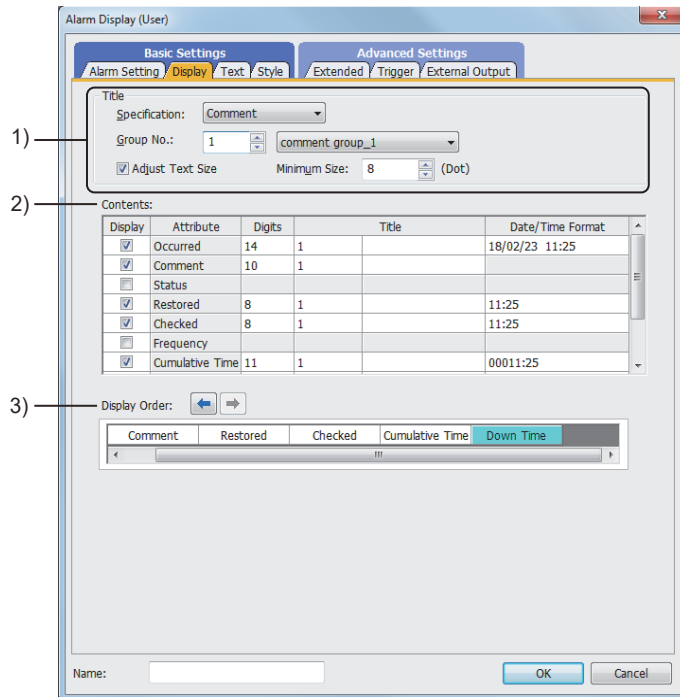 Alarm Display (User)
x
Basic Settings Advanced Settings
Alarm Setting Display Text Style Extended Trigger External Output
1)
Title
Specification: Comment
Group No.: 1 comment group_1
Adjust Text Size Minimum Size: 8 (Dot)
2)
Contents:
Display Attribute Digits Title Date/Time Format
Occurred 14 1 18/02/23 11:25
Comment 10 1
Status
Restored 8 1 11:25
Checked 8 1 11:25
Frequency
Cumulative Time 11 1 00011:25
3)
Display Order:
Comment Restored Checked Cumulative Time Down Time
Name: OK Cancel